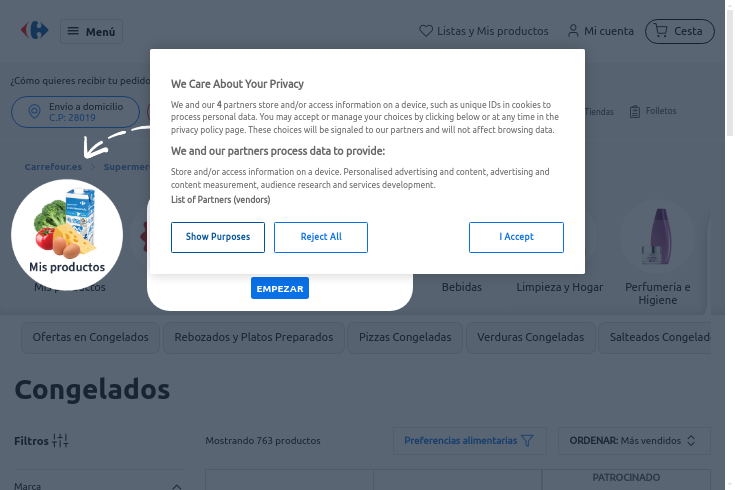 Menú
Listas y Mis productos
Mi cuenta
Cesta
¿Cómo quieres recibir tu pedido
Envío a domicilio
C.P: 28019
Tiendas
Folletos
Carrefour.es
Supermer
We Care About Your Privacy
We and our 4 partners store and/or access information on a device, such as unique IDs in cookies to
process personal data. You may accept or manage your choices by clicking below or at any time in the
privacy policy page. These choices will be signaled to our partners and will not affect browsing data.
We and our partners process data to provide:
Store and/or access information on a device. Personalised advertising and content, advertising and
content measurement, audience research and services development.
List of Partners (vendors)
Show Purposes
Reject All
I Accept
Mis productos
EMPEZAR
Bebidas
Limpieza y Hogar
Perfumería e
Higiene
Ofertas en Congelados
Rebozados y Platos Preparados
Pizzas Congeladas
Verduras Congeladas
Salteados Congelad
Congelados
Filtros
Mostrando 763 productos
Preferencias alimentarias
ORDENAR: Más vendidos
Marca
PATROCINADO